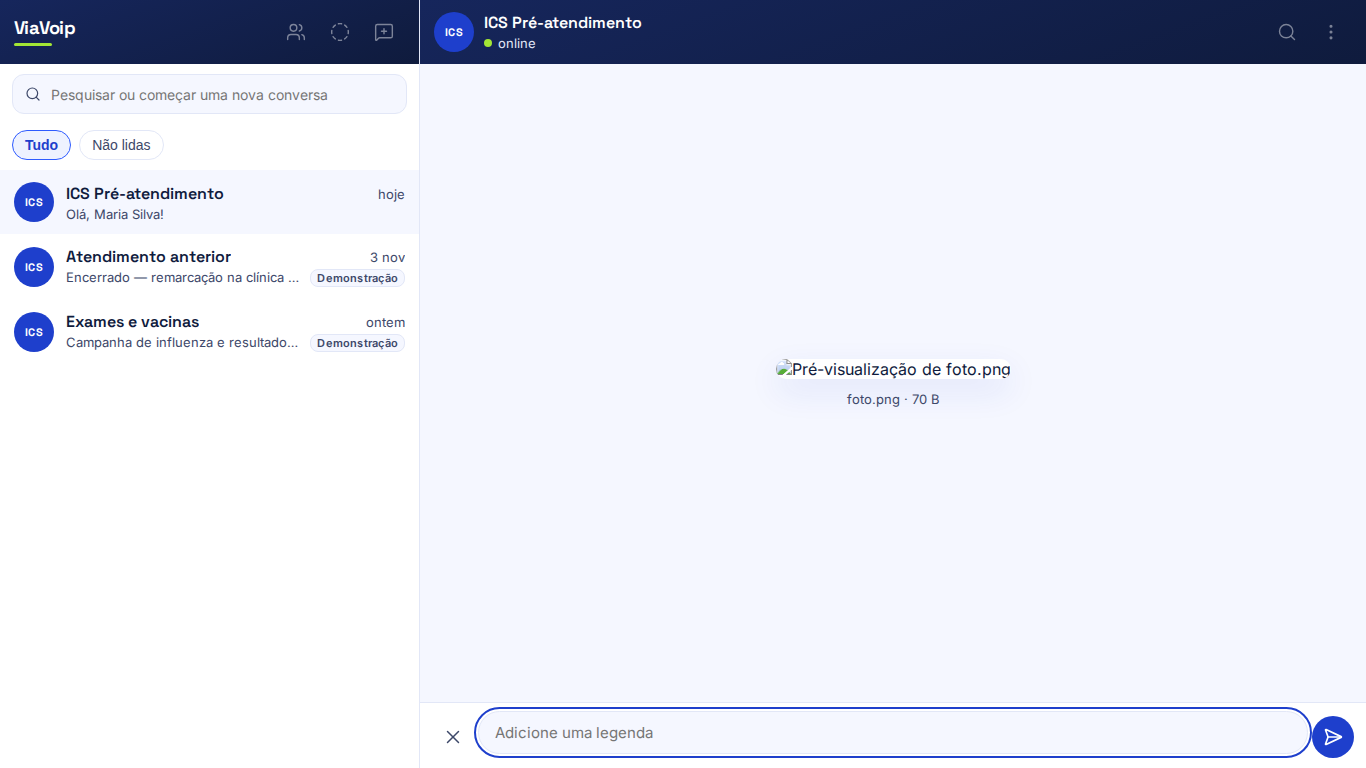 ViaVoip
Pesquisar ou começar uma nova conversa
Tudo
Não lidas
ICS
ICS Pré-atendimento
hoje
Olá, Maria Silva!
ICS
Atendimento anterior
3 nov
Encerrado — remarcação na clínica ...
Demonstração
ICS
Exames e vacinas
ontem
Campanha de influenza e resultado...
Demonstração
ICS
ICS Pré-atendimento
online
Pré-visualização de foto.png
foto.png · 70 B
Adicione uma legenda